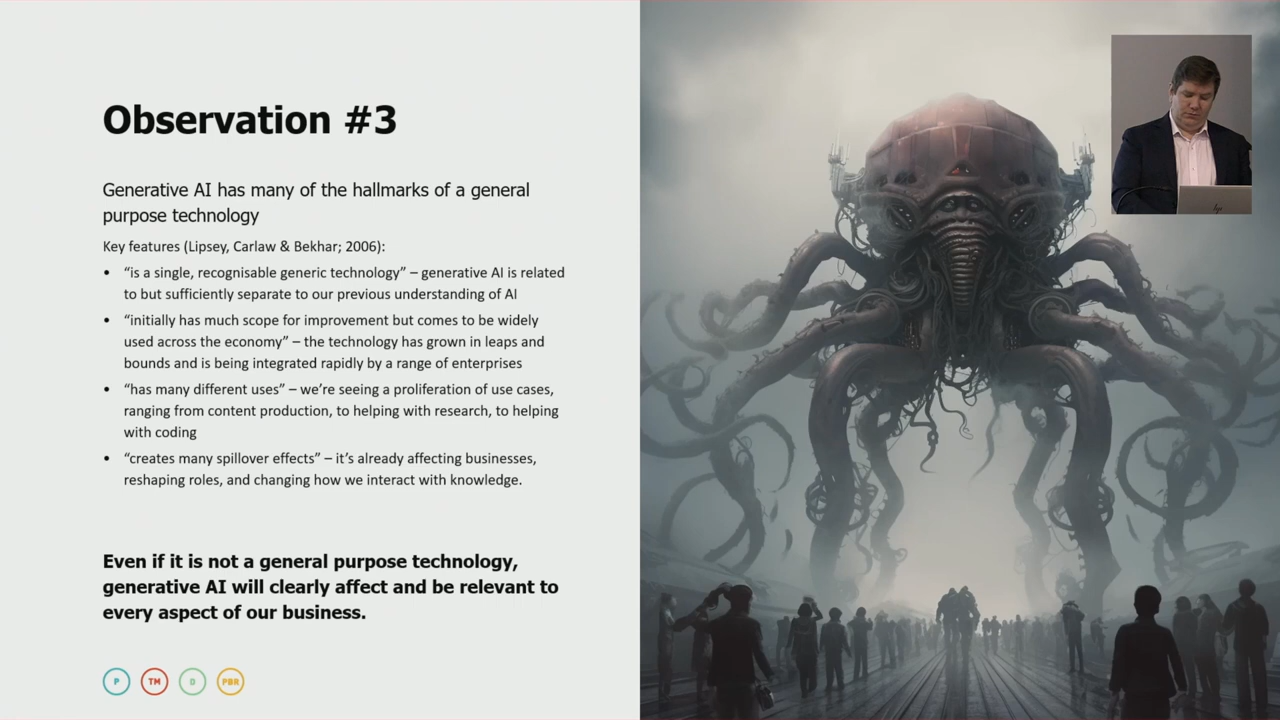 Observation #3
Generative AI has many of the hallmarks of a general
purpose technology
Key features (Lipsey, Carlaw & Bekhar; 2006):
• “is a single, recognisable generic technology” – generative AI is related
to but sufficiently separate to our previous understanding of AI
• “initially has much scope for improvement but comes to be widely
used across the economy” – the technology has grown in leaps and
bounds and is being integrated rapidly by a range of enterprises
• “has many different uses” – we’re seeing a proliferation of use cases,
ranging from content production, to helping with research, to helping
with coding
• “creates many spillover effects” – it’s already affecting businesses,
reshaping roles, and changing how we interact with knowledge.
Even if it is not a general purpose technology,
generative AI will clearly affect and be relevant to
every aspect of our business.
P TM D PBR
hp